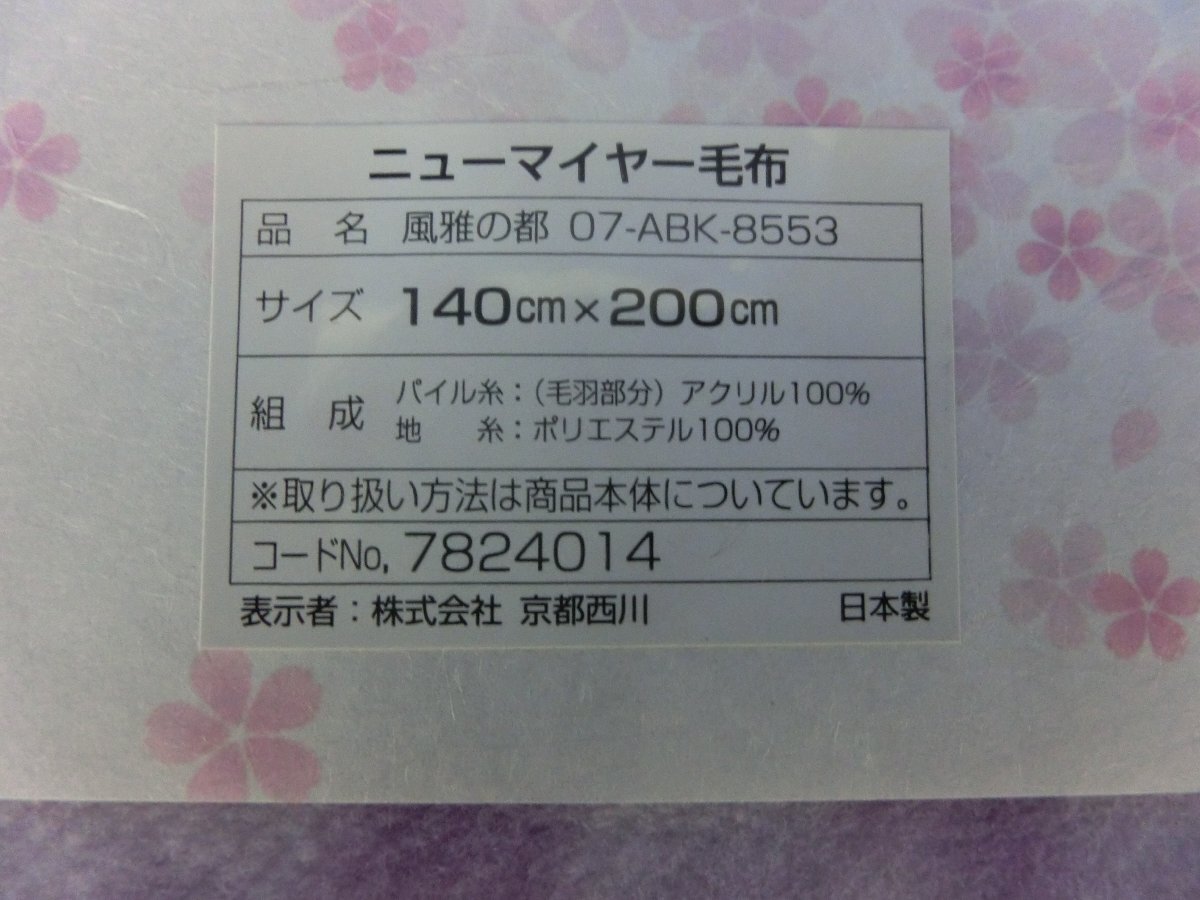 ニューマイヤー毛布
品 名 風雅の都 07-ABK-8553
サイズ 140cm×200cm
組 成 パイル糸：（毛羽部分）アクリル100%
地 糸：ポリエステル100%
※取り扱い方法は商品本体についています。
コードNo, 7824014
表示者：株式会社 京都西川 日本製